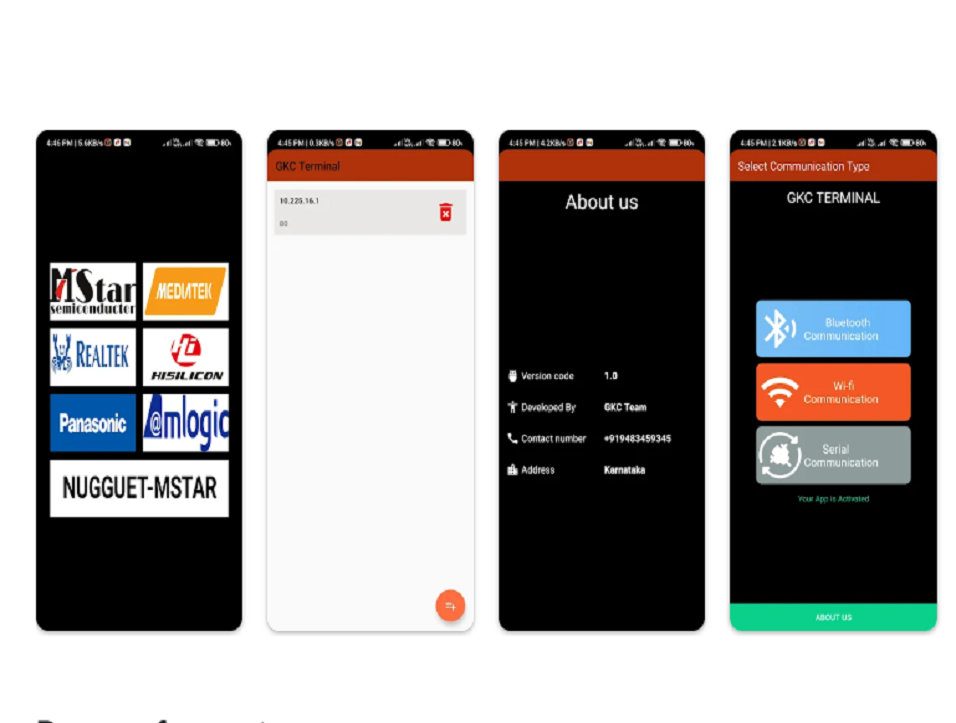 4:45 PM | 5.6KB/s
80
MStar
semiconductor
MEDIATEK
REALTEK
HISILICON
Panasonic
@mlogic
NUGGUET-MSTAR
4:45 PM | 0.3KB/s
80
GKC Terminal
10.225.16.1
4:45 PM | 4.2KB/s
80
About us
Version code 1.0
Developed By GKC Team
Contact number +919483459345
Address Karnataka
4:45 PM | 2.1KB/s
80
Select Communication Type
GKC TERMINAL
Bluetooth
Communication
Wi-fi
Communication
Serial
Communication
Your App is Activated
ABOUT US